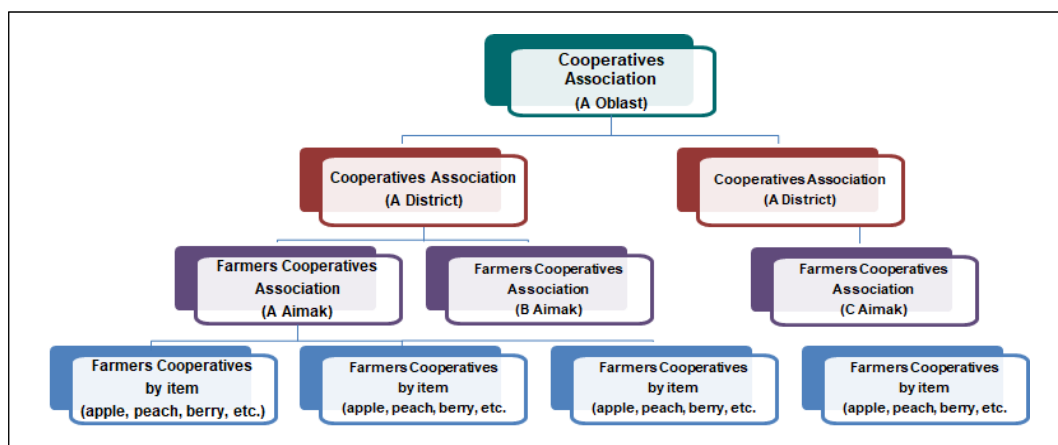 Cooperatives
Association
(A Oblast)
Cooperatives Association
(A District)
Cooperatives Association
(A District)
Farmers Cooperatives
Association
(A Aimak)
Farmers Cooperatives
Association
(B Aimak)
Farmers Cooperatives
Association
(C Aimak)
Farmers Cooperatives
by item
(apple, peach, berry, etc.)
Farmers Cooperatives
by item
(apple, peach, berry, etc.
Farmers Cooperatives
by item
(apple, peach, berry, etc.
Farmers Cooperatives
by item
(apple, peach, berry, etc.